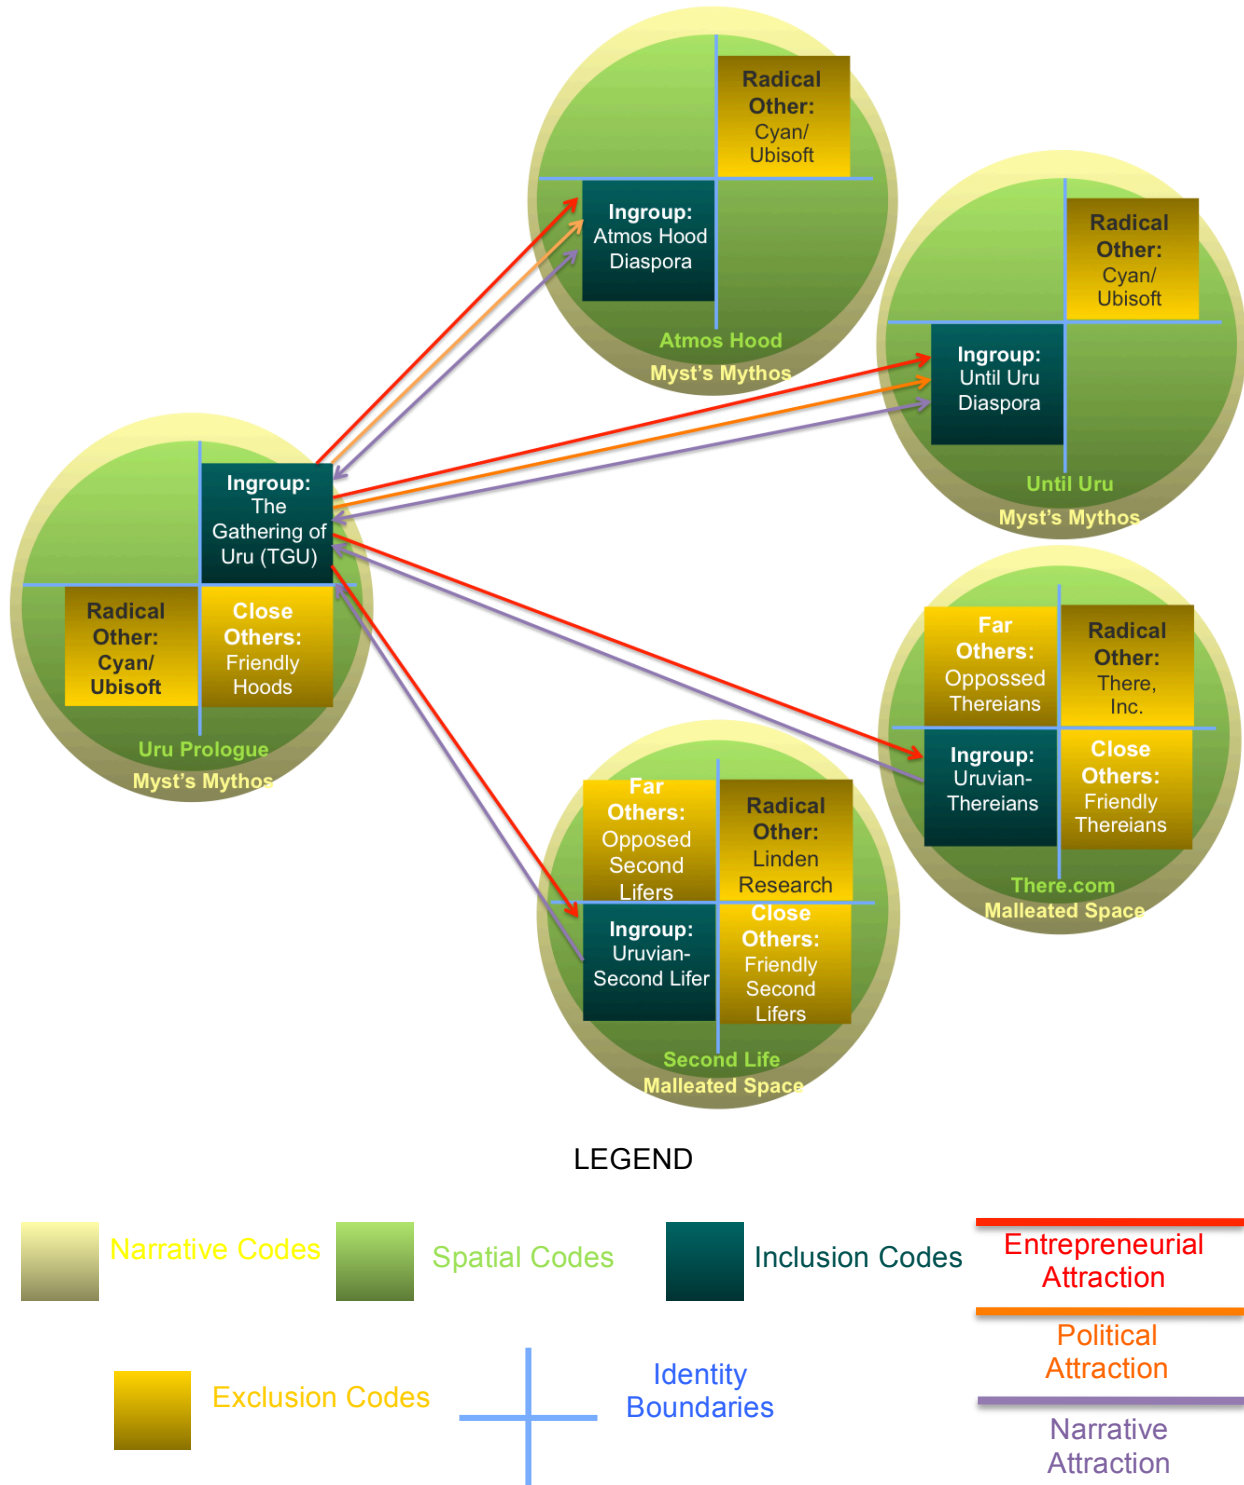 Radical
Other:
Cyan/
Ubisoft
Ingroup:
Atmos Hood
Diaspora
Atmos Hood
Myst's Mythos
Radical
Other:
Cyan/
Ubisoft
Ingroup:
Until Uru
Diaspora
Until Uru
Myst's Mythos
Ingroup:
The
Gathering of
Uru (TGU)
Radical
Other:
Cyan/
Ubisoft
Close
Others:
Friendly
Hoods
Uru Prologue
Myst's Mythos
Far
Others:
Oppossed
Thereians
Radical
Other:
There,
Inc.
Ingroup:
Uruvian-
Thereians
Close
Others:
Friendly
Thereians
There.com
Malleated Space
Far
Others:
Opposed
Second
Lifers
Radical
Other:
Linden
Research
Ingroup:
Uruvian-
Second Lifer
Close
Others:
Friendly
Second
Lifers
Second Life
Malleated Space
LEGEND
Narrative Codes
Spatial Codes
Inclusion Codes
Entrepreneurial
Attraction
Exclusion Codes
Identity
Boundaries
Political
Attraction
Narrative
Attraction